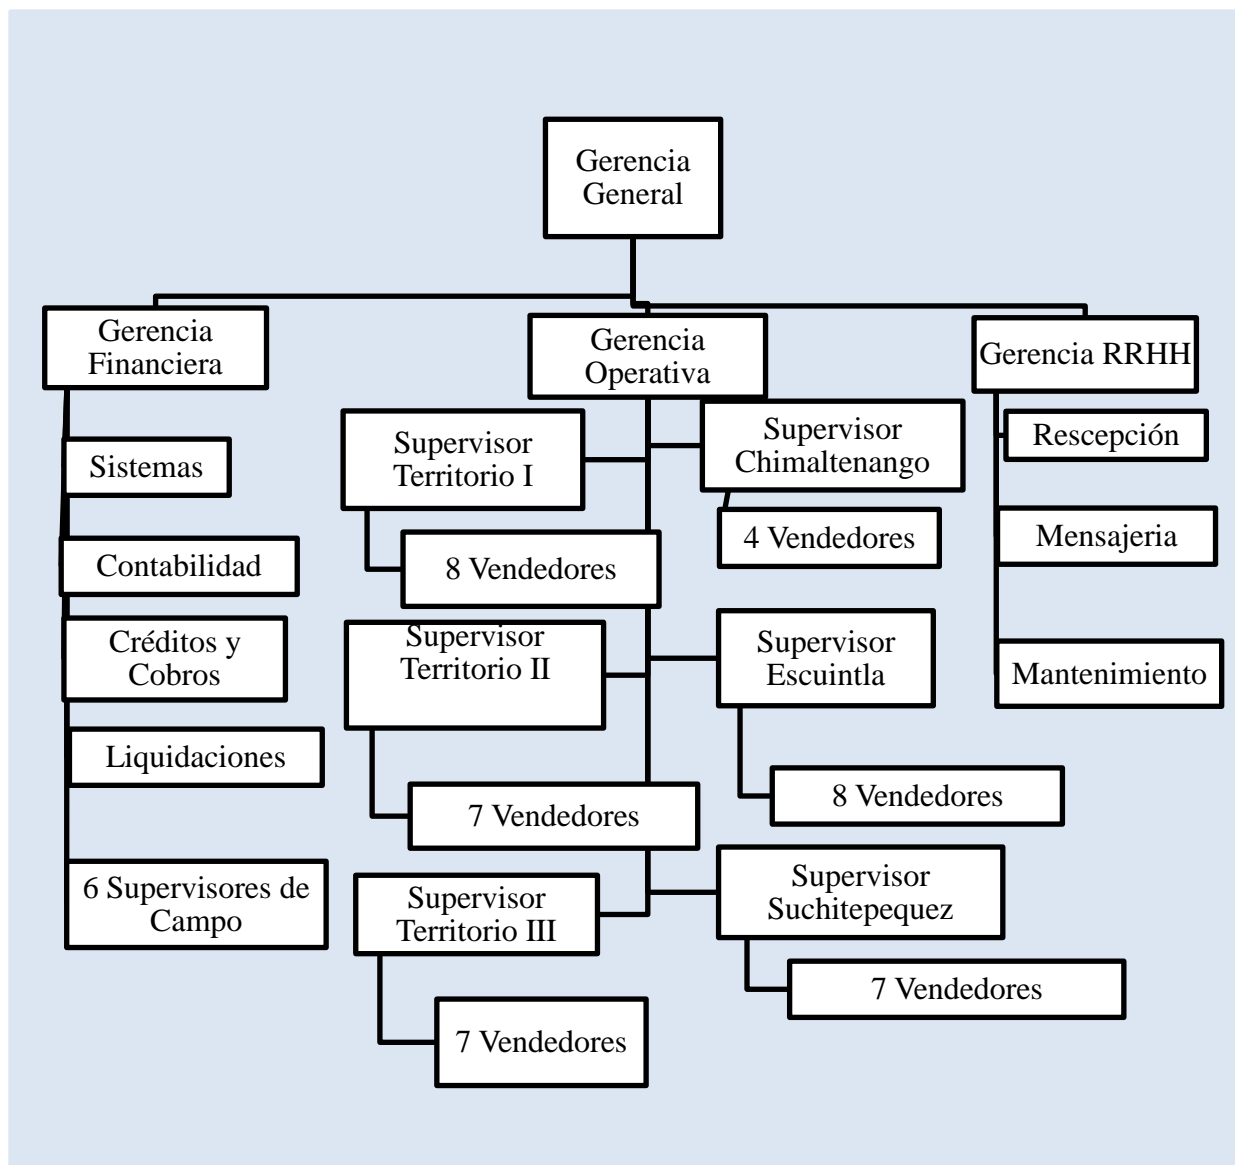 Gerencia
General
Gerencia
Financiera
Gerencia
Operativa
Gerencia RRHH
Sistemas
Contabilidad
Créditos y
Cobros
Liquidaciones
6 Supervisores de
Campo
Supervisor
Territorio I
8 Vendedores
Supervisor
Territorio II
7 Vendedores
Supervisor
Territorio III
7 Vendedores
Supervisor
Chimaltenango
4 Vendedores
Supervisor
Escuintla
8 Vendedores
Supervisor
Suchitepequez
7 Vendedores
Rescepción
Mensajeria
Mantenimiento